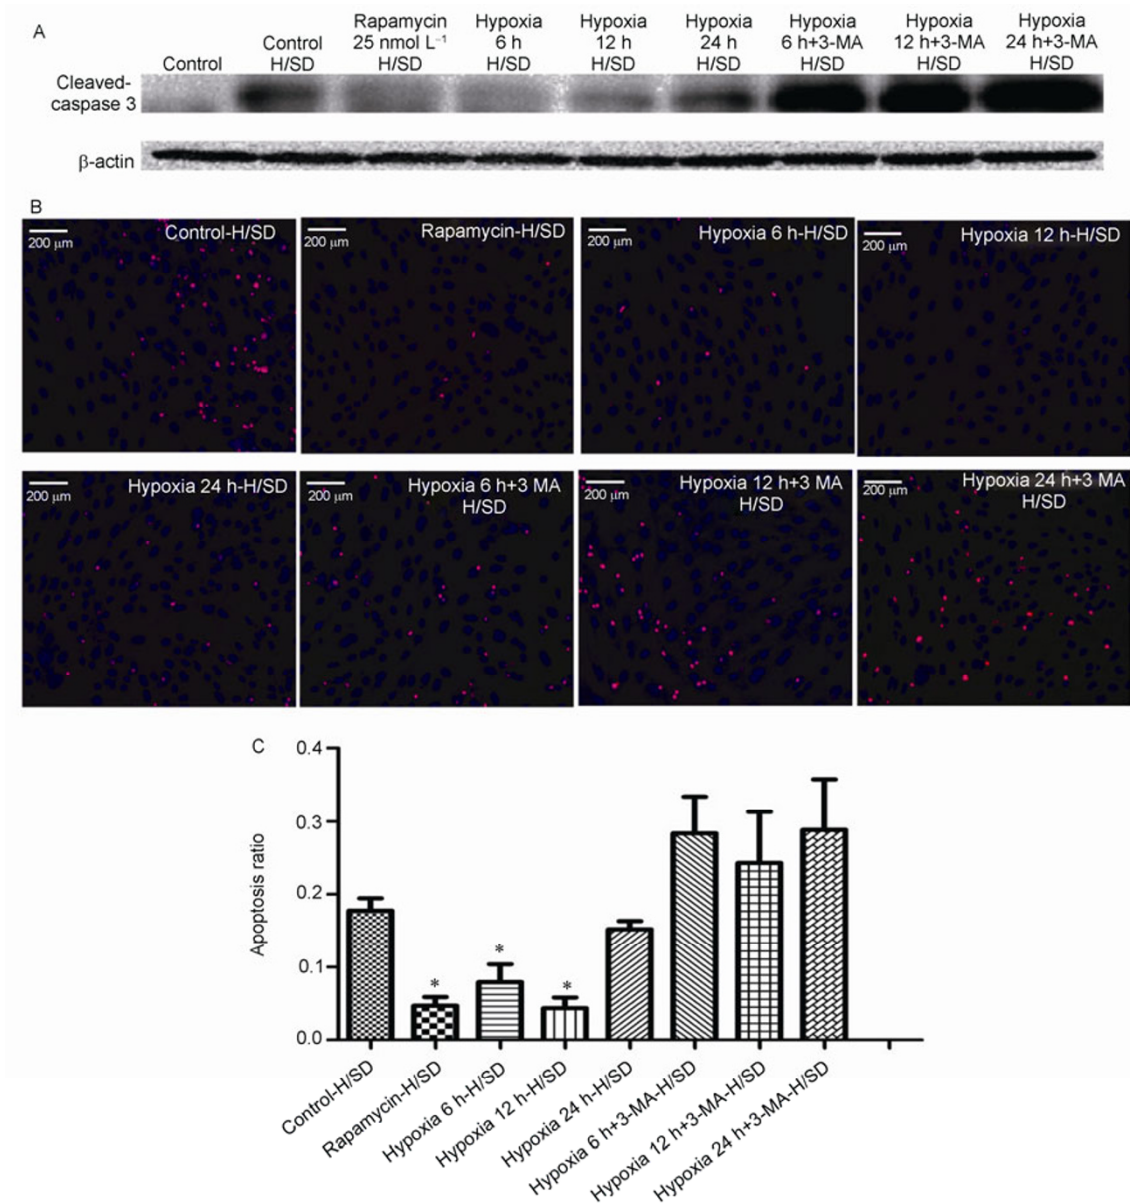 A
Control
Control
H/SD
Rapamycin
25 nmol L⁻¹
H/SD
Hypoxia
6 h
H/SD
Hypoxia
12 h
H/SD
Hypoxia
24 h
H/SD
Hypoxia
6 h+3-MA
H/SD
Hypoxia
12 h+3-MA
H/SD
Hypoxia
24 h+3-MA
H/SD
Cleaved-
caspase 3
β-actin
B
200 μm
Control-H/SD
200 μm
Rapamycin-H/SD
200 μm
Hypoxia 6 h-H/SD
200 μm
Hypoxia 12 h-H/SD
200 μm
Hypoxia 24 h-H/SD
200 μm
Hypoxia 6 h+3 MA
H/SD
200 μm
Hypoxia 12 h+3 MA
H/SD
200 μm
Hypoxia 24 h+3 MA
H/SD
C
Apoptosis ratio
0.4
0.3
0.2
0.1
0.0
*
*
*
Control-H/SD
Rapamycin-H/SD
Hypoxia 6 h-H/SD
Hypoxia 12 h-H/SD
Hypoxia 24 h-H/SD
Hypoxia 6 h+3-MA-H/SD
Hypoxia 12 h+3-MA-H/SD
Hypoxia 24 h+3-MA-H/SD